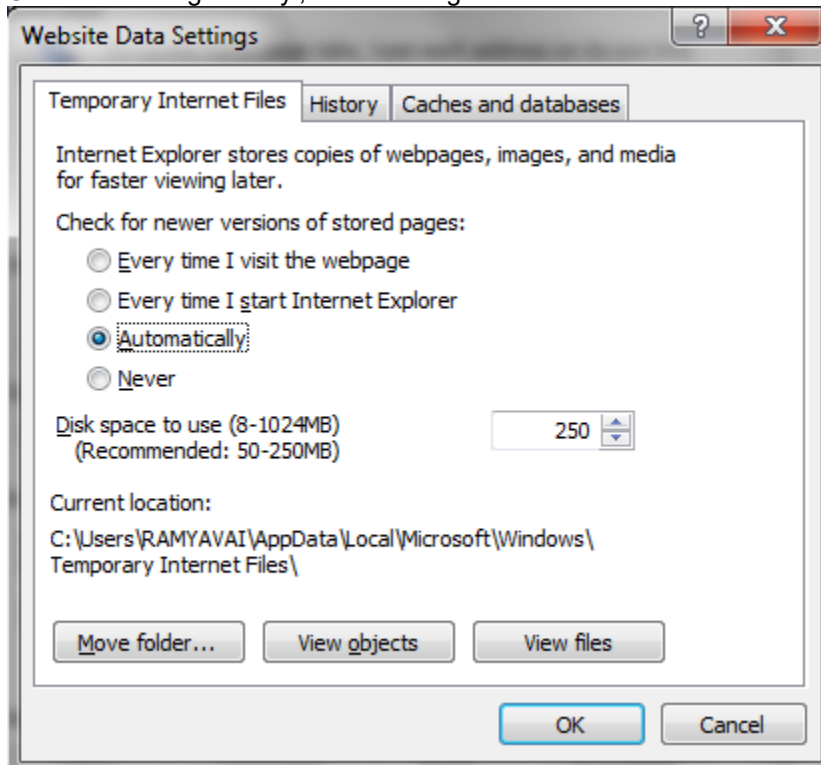 Website Data Settings
Temporary Internet Files History Caches and databases
Internet Explorer stores copies of webpages, images, and media
for faster viewing later.
Check for newer versions of stored pages:
Every time I visit the webpage
Every time I start Internet Explorer
Automatically
Never
Disk space to use (8-1024MB) 250
(Recommended: 50-250MB)
Current location:
C:\Users\RAMYAVAI\AppData\Local\Microsoft\Windows\
Temporary Internet Files\
Move folder... View objects View files
OK Cancel